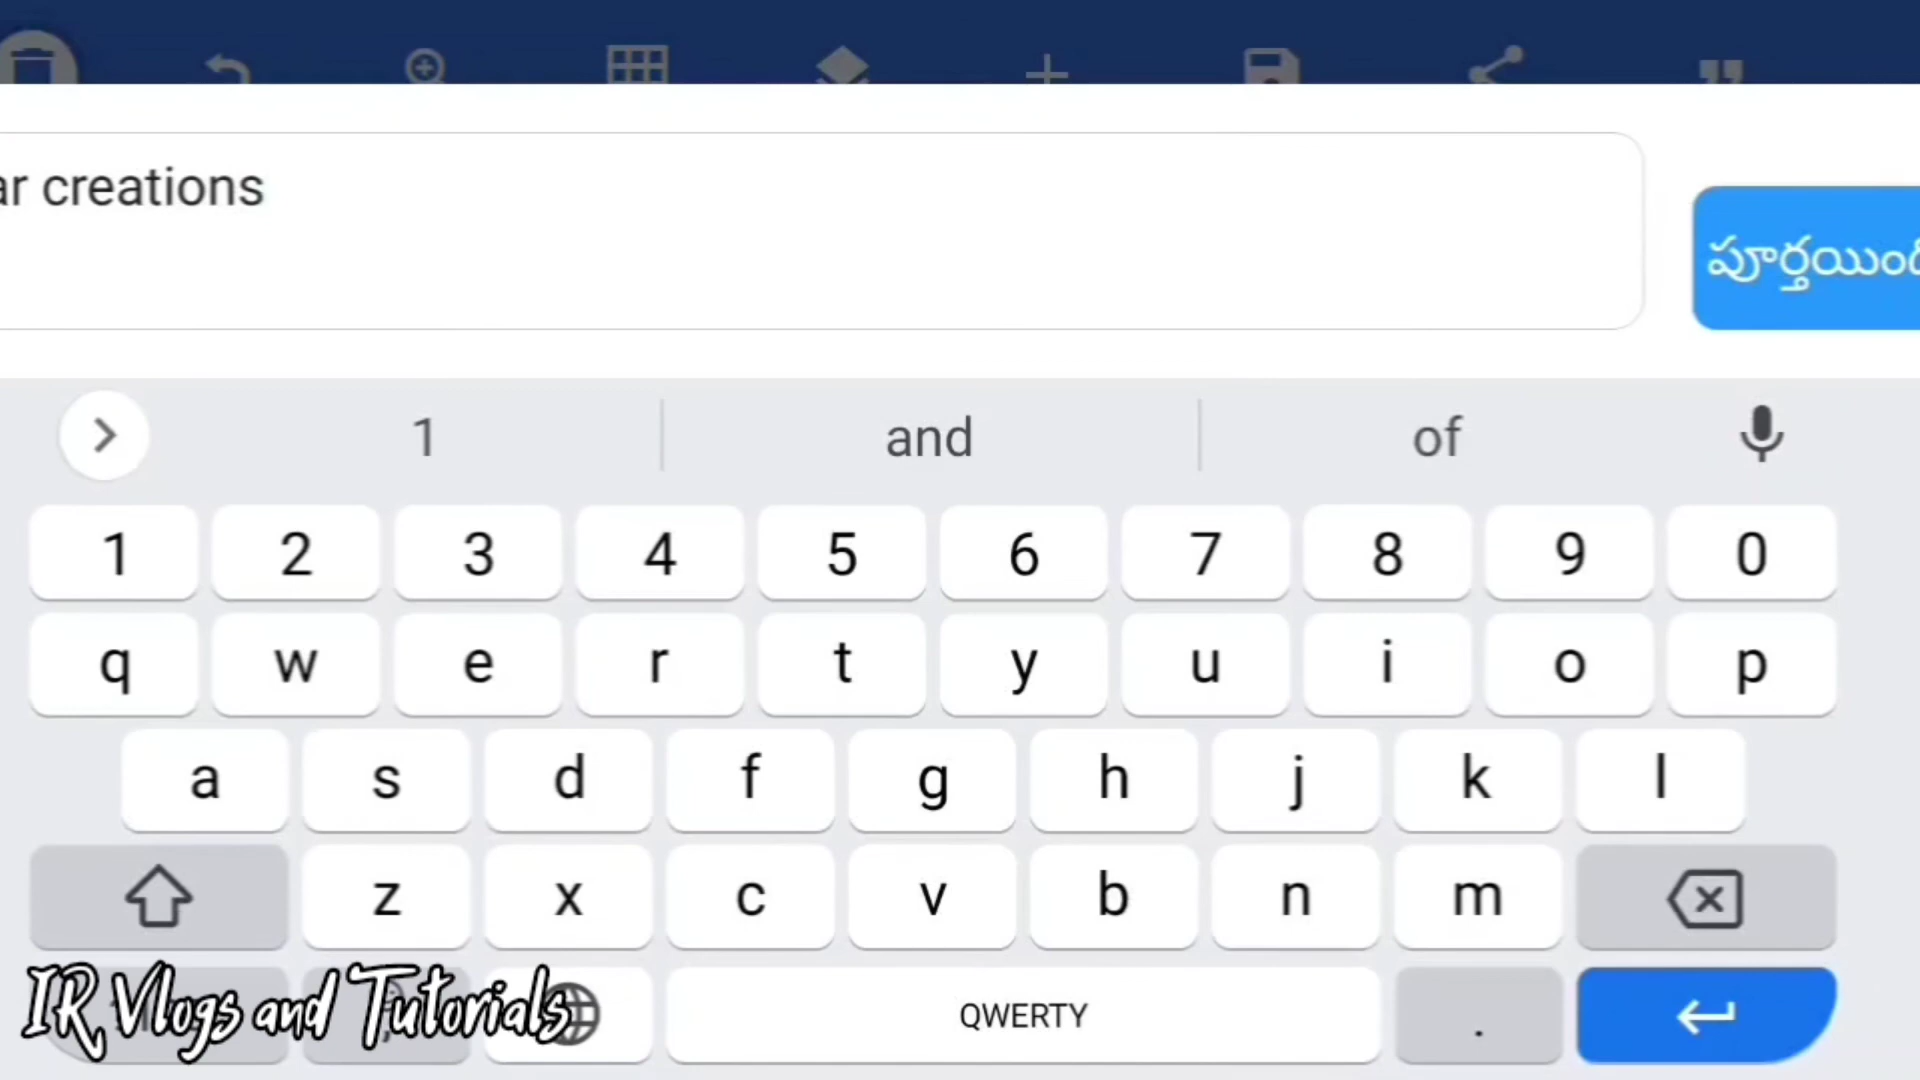 ar creations
పూర్తయింది
1 and of
1 2 3 4 5 6 7 8 9 0
q w e r t y u i o p
a s d f g h j k l
z x c v b n m
IR Vlogs and Tutorials
QWERTY .